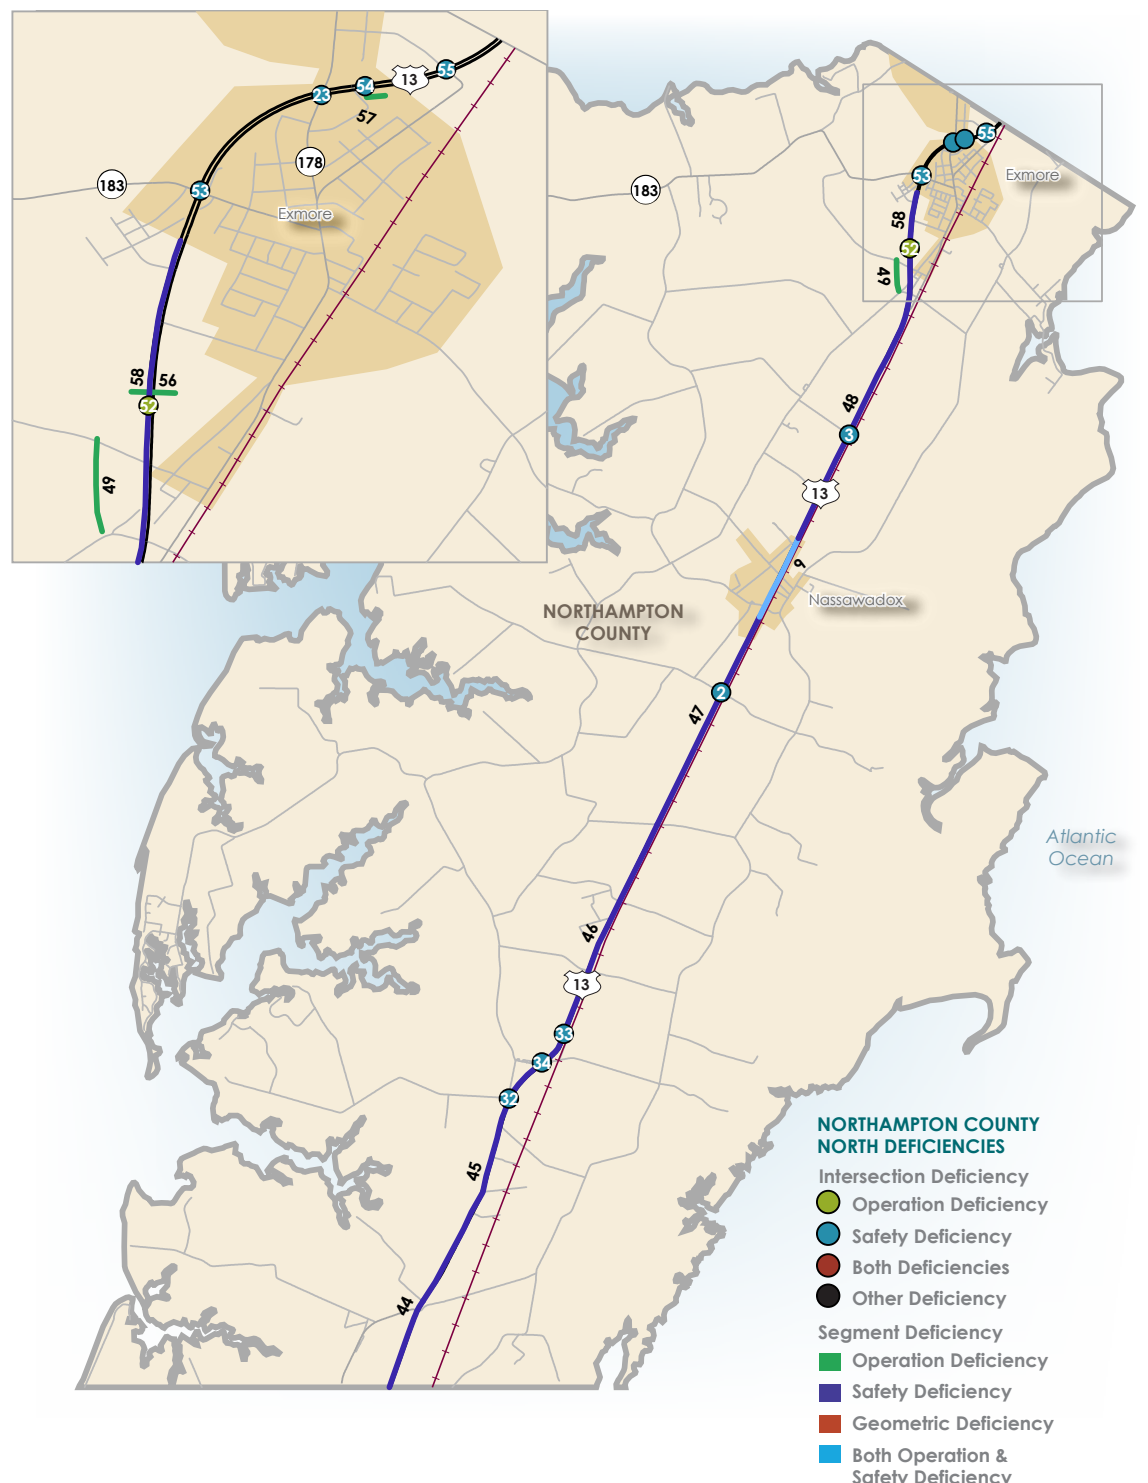 55
54
13
23
57
178
183
53
Exmore
58
56
52
49
183
55
53
Exmore
58
52
49
48
3
13
9
Nassawadox
NORTHAMPTON
COUNTY
2
47
Atlantic
Ocean
46
13
33
34
32
45
44
NORTHAMPTON COUNTY
NORTH DEFICIENCIES
Intersection Deficiency
Operation Deficiency
Safety Deficiency
Both Deficiencies
Other Deficiency
Segment Deficiency
Operation Deficiency
Safety Deficiency
Geometric Deficiency
Both Operation &
Safety Deficiency